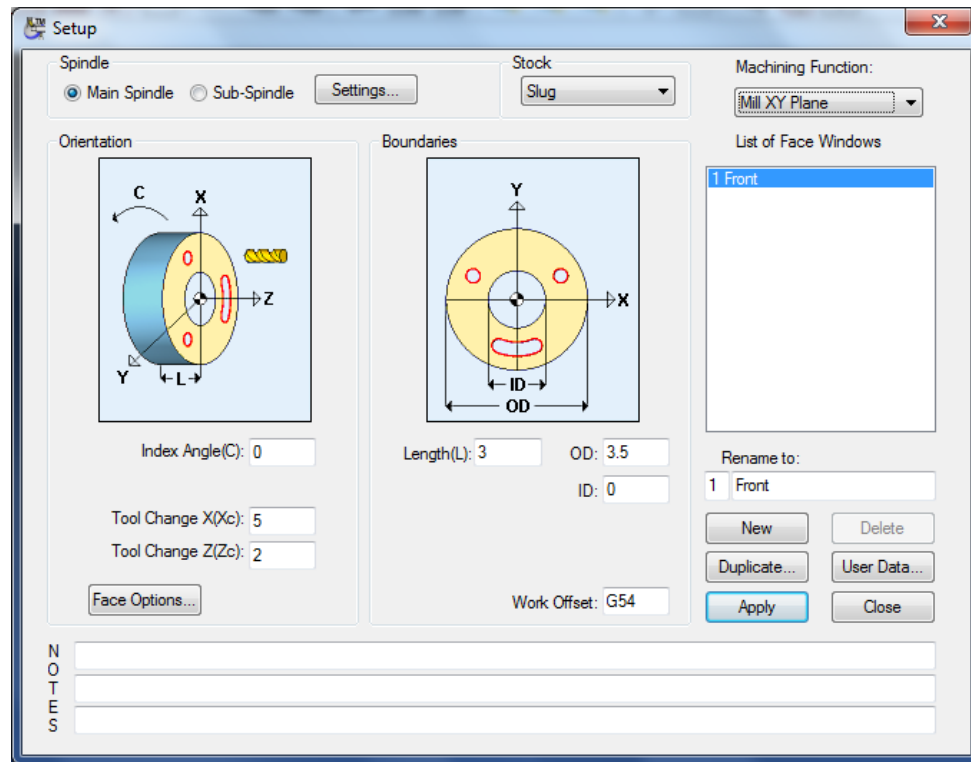 Setup
Spindle
Main Spindle Sub-Spindle Settings...
Stock
Slug
Machining Function:
Mill XY Plane
Orientation
C X
Z
Y L
Index Angle(C): 0
Tool Change X(Xc): 5
Tool Change Z(Zc): 2
Face Options...
Boundaries
Y
X
ID
OD
Length(L): 3 OD: 3.5
ID: 0
Work Offset: G54
List of Face Windows
1 Front
Rename to:
1 Front
New Delete
Duplicate... User Data...
Apply Close
NOTES